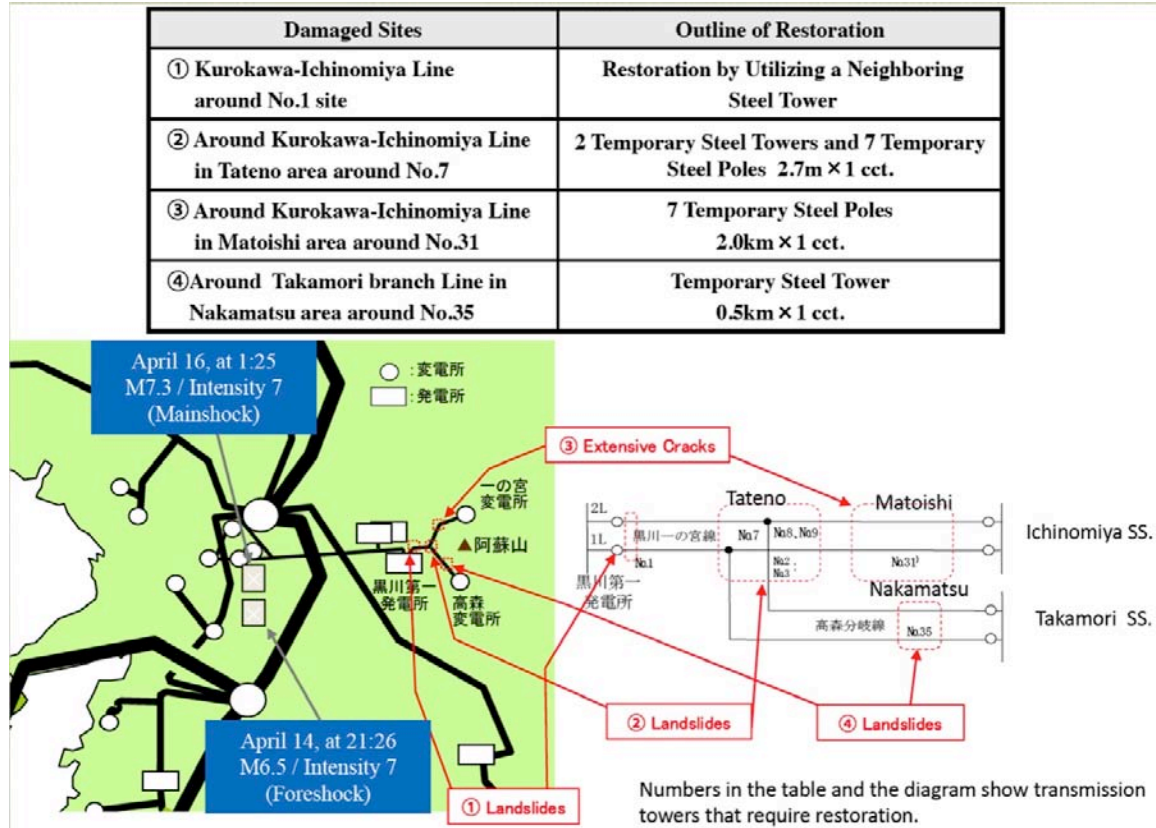 Damaged Sites
Outline of Restoration
① Kurokawa-Ichinomiya Line
around No.1 site
Restoration by Utilizing a Neighboring
Steel Tower
② Around Kurokawa-Ichinomiya Line
in Tateno area around No.7
2 Temporary Steel Towers and 7 Temporary
Steel Poles 2.7m × 1 cct.
③ Around Kurokawa-Ichinomiya Line
in Matoishi area around No.31
7 Temporary Steel Poles
2.0km × 1 cct.
④Around Takamori branch Line in
Nakamatsu area around No.35
Temporary Steel Tower
0.5km × 1 cct.
April 16, at 1:25
M7.3 / Intensity 7
(Mainshock)
:変電所
:発電所
一の宮
変電所
▲阿蘇山
黒川第一
発電所
高森
変電所
April 14, at 21:26
M6.5 / Intensity 7
(Foreshock)
③ Extensive Cracks
Tateno
Matoishi
2L
1L
黒川一の宮線
No.1
No.7
No.8、No.9
No.2
No.3
No.31
Ichinomiya SS.
黒川第一
発電所
Nakamatsu
高森分岐線
No.35
Takamori SS.
② Landslides
④ Landslides
① Landslides
Numbers in the table and the diagram show transmission
towers that require restoration.